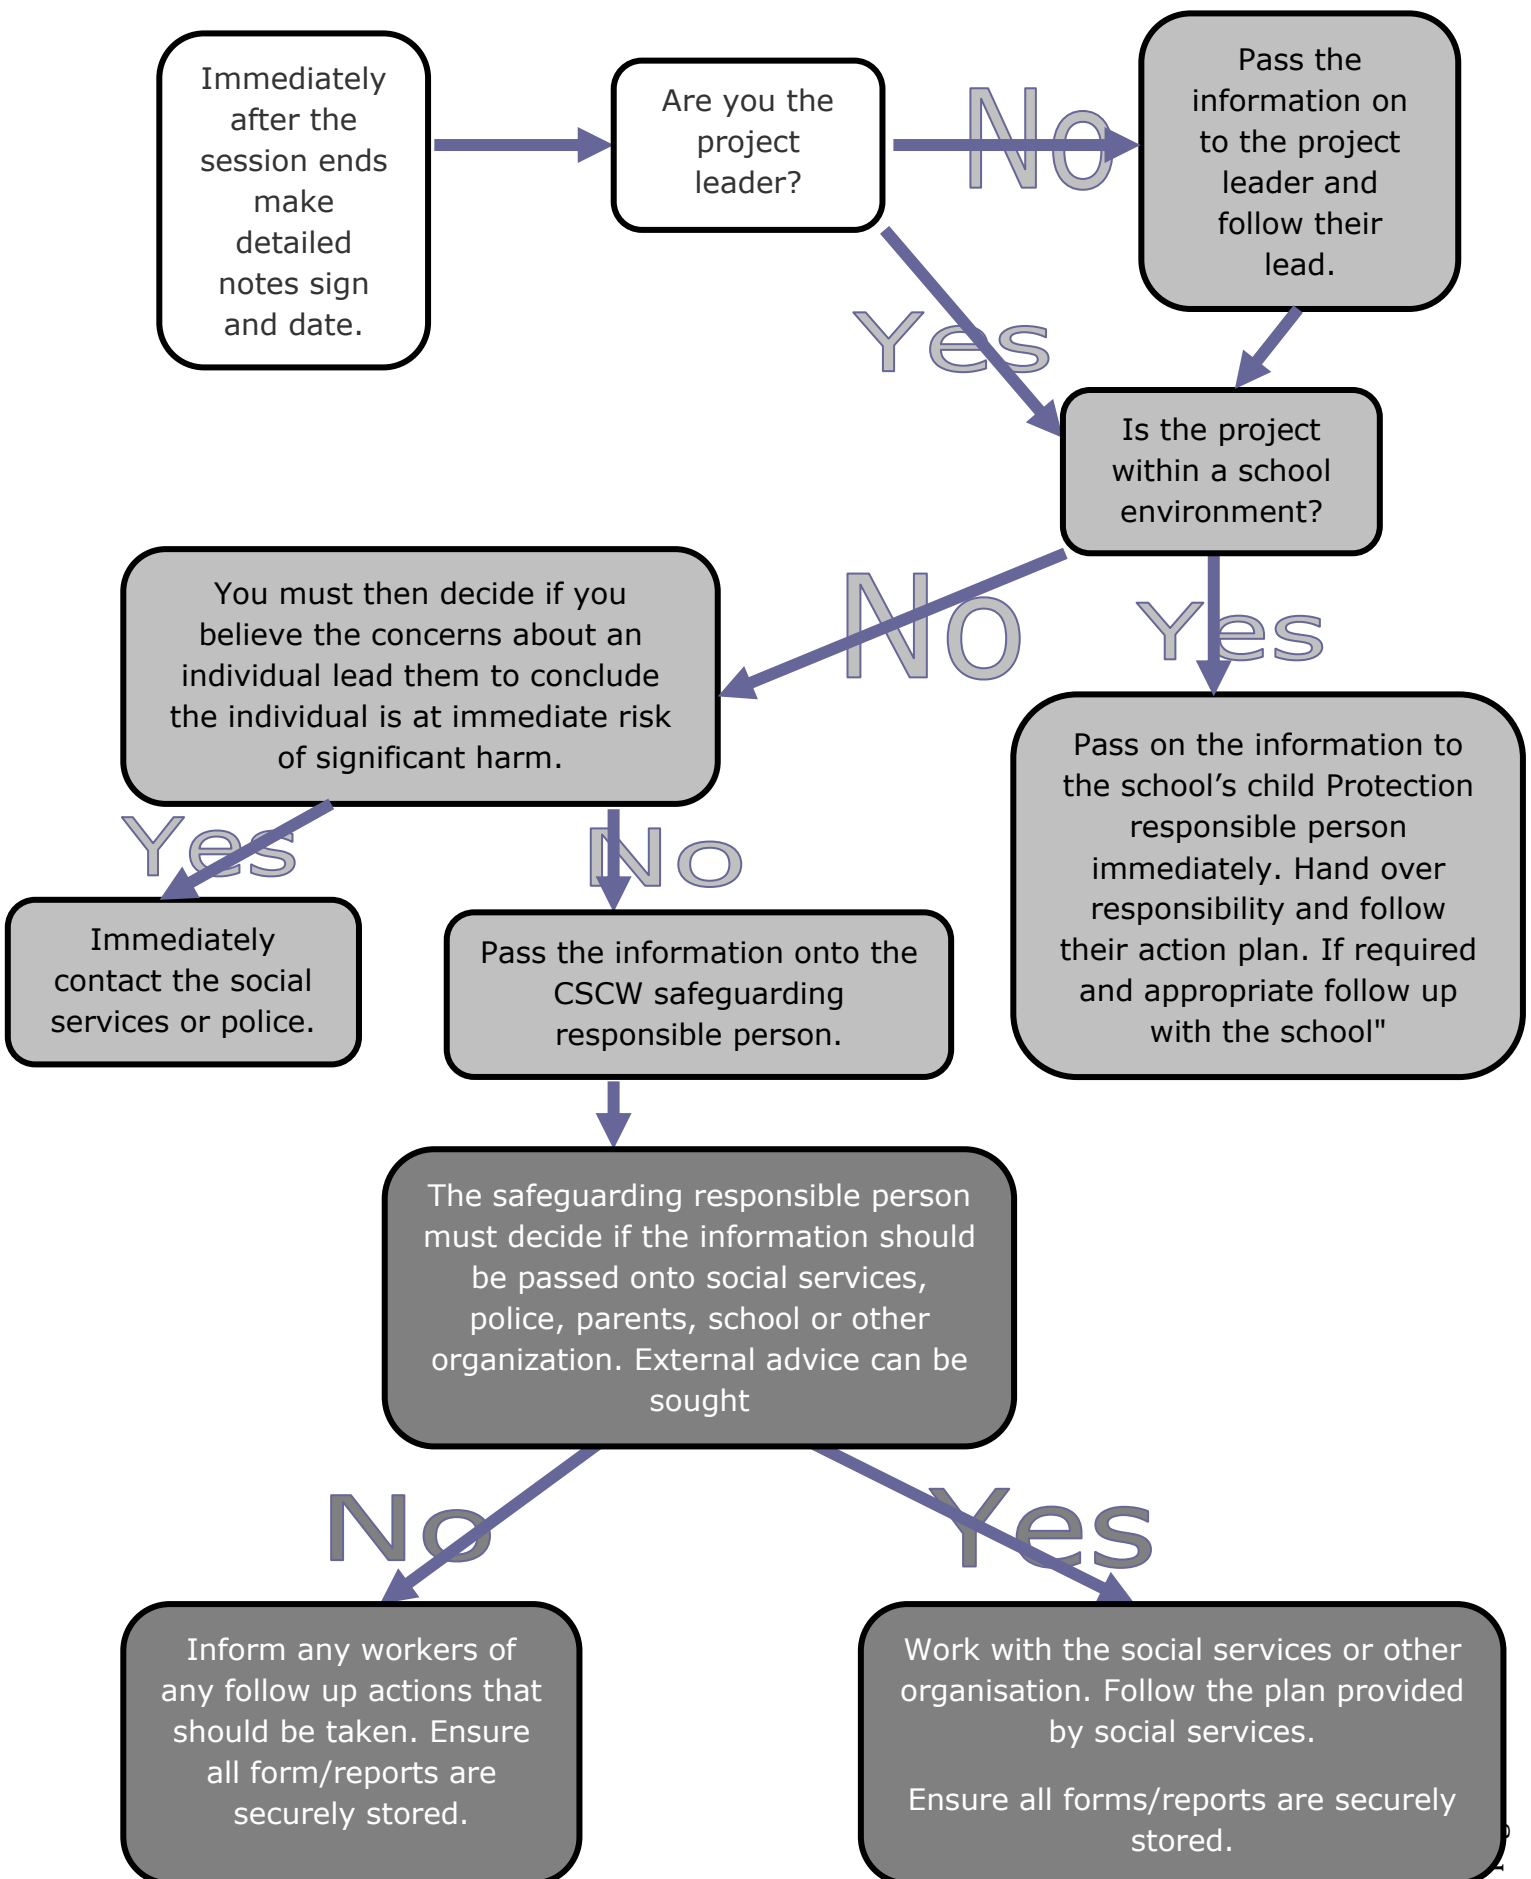 Immediately
after the
session ends
make
detailed
notes sign
and date.
Are you the
project
leader?
No
Pass the
information on
to the project
leader and
follow their
lead.
Yes
Is the project
within a school
environment?
No
Yes
You must then decide if you
believe the concerns about an
individual lead them to conclude
the individual is at immediate risk
of significant harm.
Pass on the information to
the school’s child Protection
responsible person
immediately. Hand over
responsibility and follow
their action plan. If required
and appropriate follow up
with the school"
Yes
No
Immediately
contact the social
services or police.
Pass the information onto the
CSCW safeguarding
responsible person.
The safeguarding responsible person
must decide if the information should
be passed onto social services,
police, parents, school or other
organization. External advice can be
sought
No
Yes
Inform any workers of
any follow up actions that
should be taken. Ensure
all form/reports are
securely stored.
Work with the social services or other
organisation. Follow the plan provided
by social services.
Ensure all forms/reports are securely
stored.